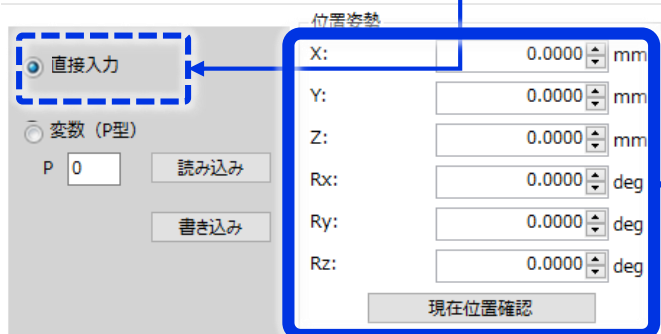 位置姿勢
直接入力
変数（P型）
P 0 読み込み
書き込み
X: 0.0000 mm
Y: 0.0000 mm
Z: 0.0000 mm
Rx: 0.0000 deg
Ry: 0.0000 deg
Rz: 0.0000 deg
現在位置確認